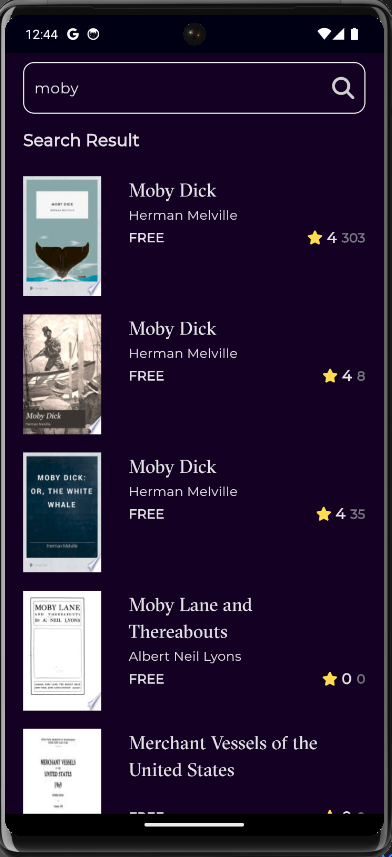 12:44
moby
Search Result
MOBY DICK
HERMAN MELVILLE
Moby Dick
Herman Melville
FREE
4 303
Moby Dick
Moby Dick
Herman Melville
FREE
4 8
MOBY DICK:
OR, THE WHITE
WHALE
Herman Melville
Moby Dick
Herman Melville
FREE
4 35
MOBY LANE
AND THEREABOUTS
By A. NEIL LYONS
Moby Lane and
Thereabouts
Albert Neil Lyons
FREE
0 0
MERCHANT VESSELS
OF THE
UNITED STATES
Merchant Vessels of the
United States
FREE